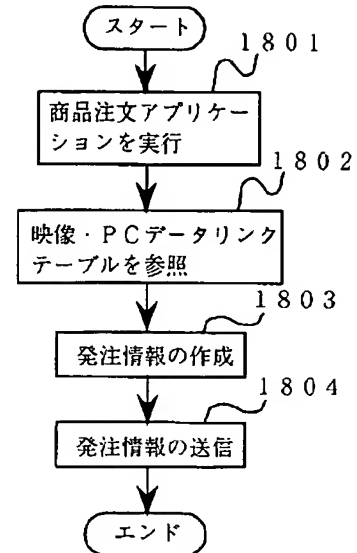 スタート
1801
商品注文アプリケー
ションを実行
1802
映像・PCデータリンク
テーブルを参照
1803
発注情報の作成
1804
発注情報の送信
エンド